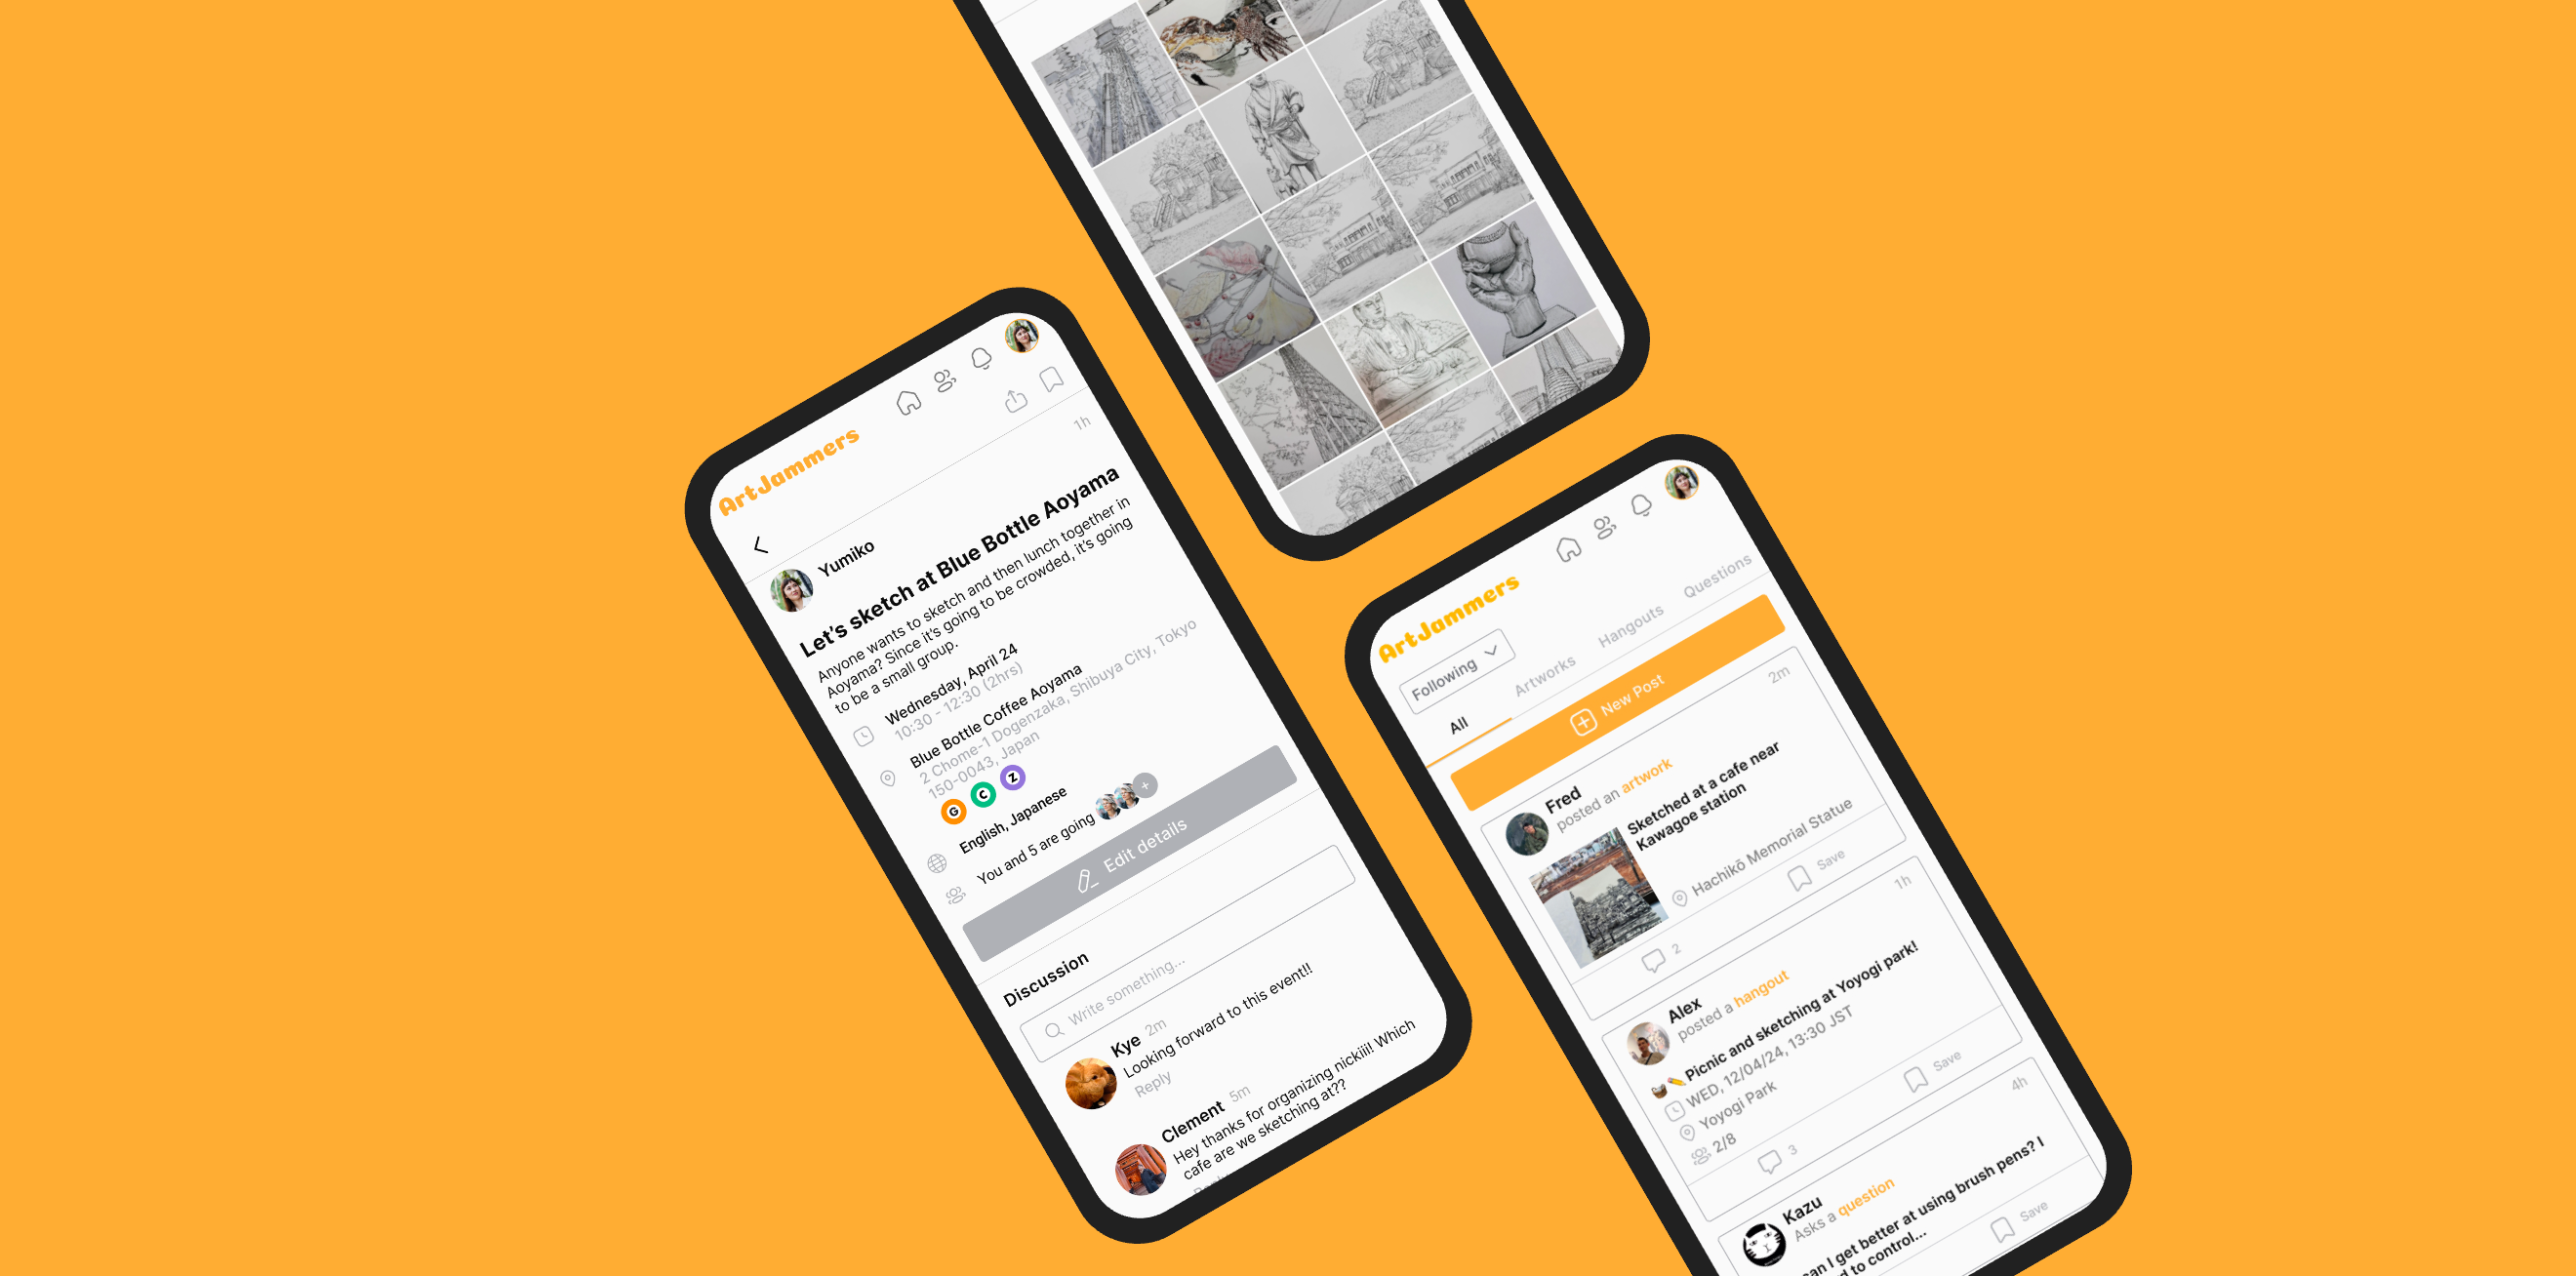 ArtJammers
1h
Yumiko
Let's sketch at Blue Bottle Aoyama
Anyone wants to sketch and then lunch together in
Aoyama? Since it's going to be crowded, it's going
to be a small group.
Wednesday, April 24
10:30 - 12:30 (2hrs)
Blue Bottle Coffee Aoyama
2 Chome-1 Dogenzaka, Shibuya City, Tokyo
150-0043, Japan
G C Z
English, Japanese
You and 5 are going
+
Edit details
Discussion
Write something...
Kye 2m
Looking forward to this event!!
Reply
Clement 5m
Hey thanks for organizing nickiii! Which
cafe are we sketching at??
ArtJammers
Following
All Artworks Hangouts Questions
New Post
Fred 2m
posted an artwork
Sketched at a cafe near
Kawagoe station
Hachikō Memorial Statue
2 Save
Alex 1h
posted a hangout
Picnic and sketching at Yoyogi park!
WED, 12/04/24, 13:30 JST
Yoyogi Park
2/8
3 Save
Kazu 4h
Asks a question
can I get better at using brush pens? I
to control...
Save